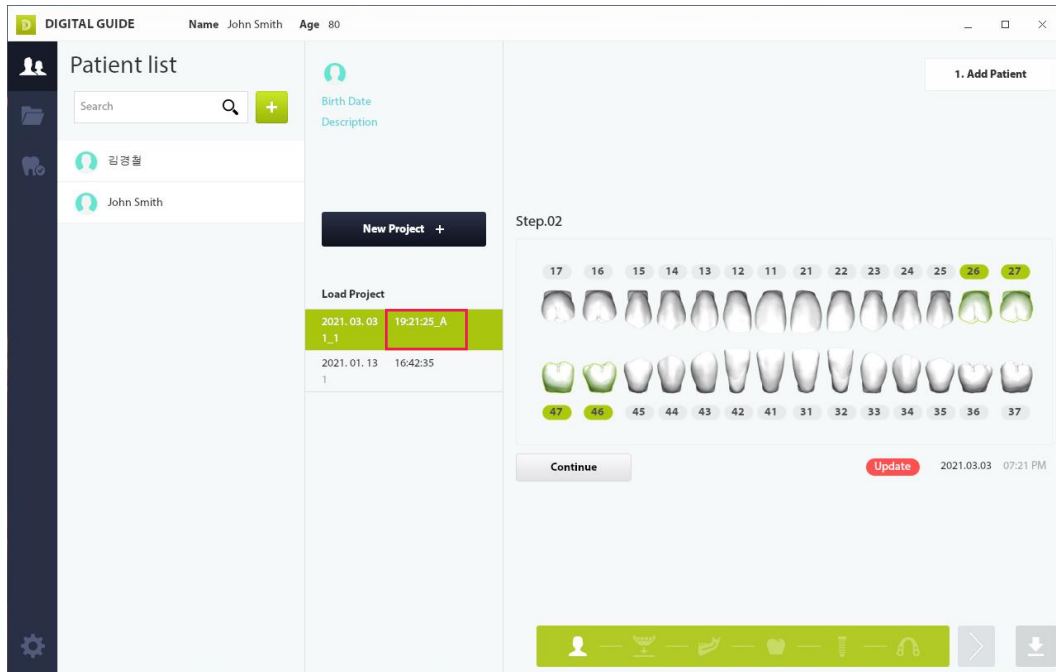 D DIGITAL GUIDE Name John Smith Age 80
Patient list
Search
+
김경철
John Smith
Birth Date
Description
New Project +
Load Project
2021. 03. 03 19:21:25_A
1_1
2021. 01. 13 16:42:35
1
1. Add Patient
Step.02
17 16 15 14 13 12 11 21 22 23 24 25 26 27
47 46 45 44 43 42 41 31 32 33 34 35 36 37
Continue
Update 2021.03.03 07:21 PM